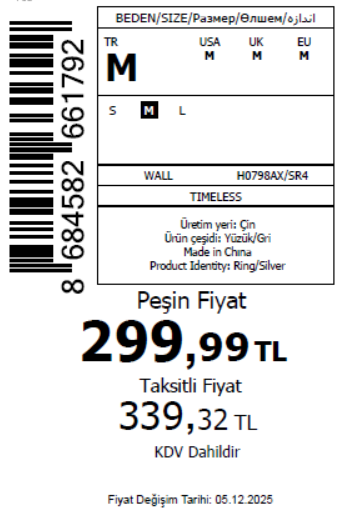 BEDEN/SIZE/Размер/Өлшем/اندازه
TR USA UK EU
M M M M
S M L
WALL H0798AX/SR4
TIMELESS
Üretim yeri: Çin
Ürün çeşidi: Yüzük/Gri
Made in China
Product Identity: Ring/Silver
8 684582 661792
Peşin Fiyat
299,99 TL
Taksitli Fiyat
339,32 TL
KDV Dahildir
Fiyat Değişim Tarihi: 05.12.2025